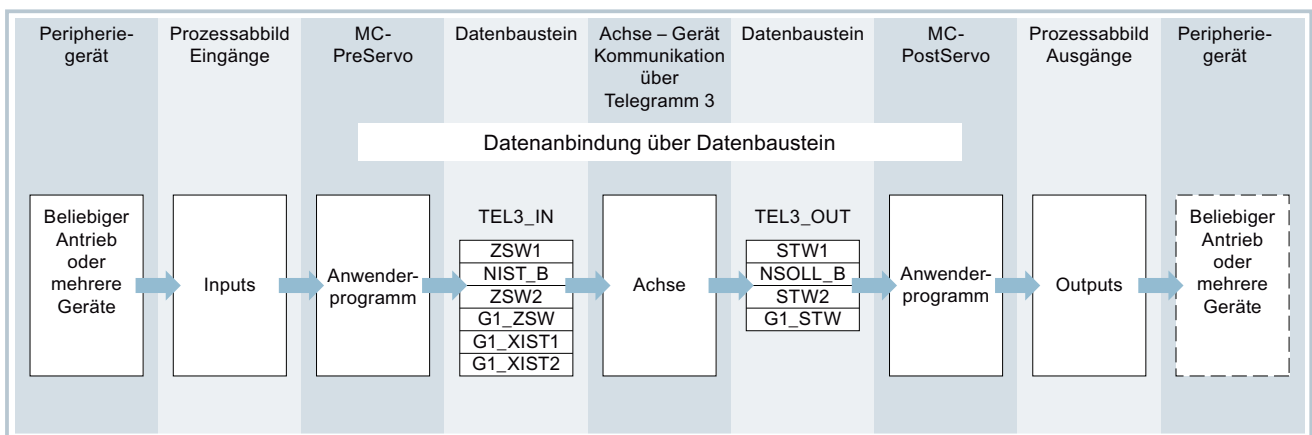 Peripherie-
gerät
Prozessabbild
Eingänge
MC-
PreServo
Datenbaustein
Achse – Gerät
Kommunikation
über
Telegramm 3
Datenbaustein
MC-
PostServo
Prozessabbild
Ausgänge
Peripherie-
gerät
Datenanbindung über Datenbaustein
Beliebiger
Antrieb
oder
mehrere
Geräte
Inputs
Anwender-
programm
TEL3_IN
ZSW1
NIST_B
ZSW2
G1_ZSW
G1_XIST1
G1_XIST2
Achse
TEL3_OUT
STW1
NSOLL_B
STW2
G1_STW
Anwender-
programm
Outputs
Beliebiger
Antrieb
oder
mehrere
Geräte